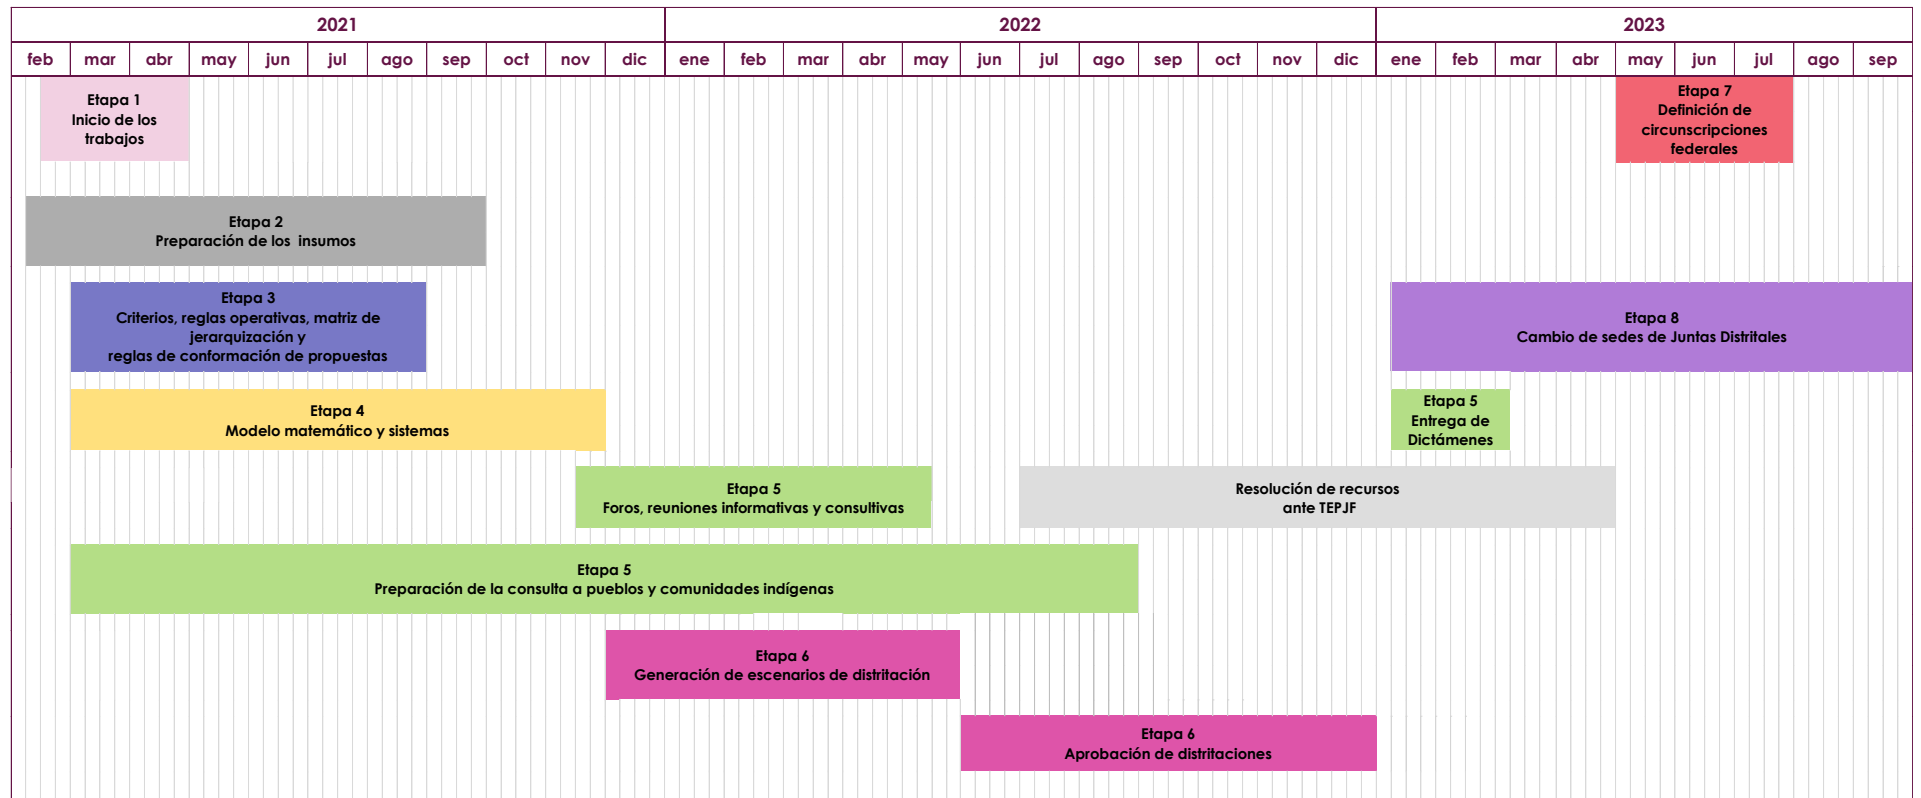 2021 2022 2023
feb mar abr may jun jul ago sep oct nov dic ene feb mar abr may jun jul ago sep oct nov dic ene feb mar abr may jun jul ago sep
Etapa 1
Inicio de los
trabajos
Etapa 7
Definición de
circunscripciones
federales
Etapa 2
Preparación de los insumos
Etapa 3
Criterios, reglas operativas, matriz de
jerarquización y
reglas de conformación de propuestas
Etapa 8
Cambio de sedes de Juntas Distritales
Etapa 4
Modelo matemático y sistemas
Etapa 5
Entrega de
Dictámenes
Etapa 5
Foros, reuniones informativas y consultivas
Resolución de recursos
ante TEPJF
Etapa 5
Preparación de la consulta a pueblos y comunidades indígenas
Etapa 6
Generación de escenarios de distritación
Etapa 6
Aprobación de distritaciones